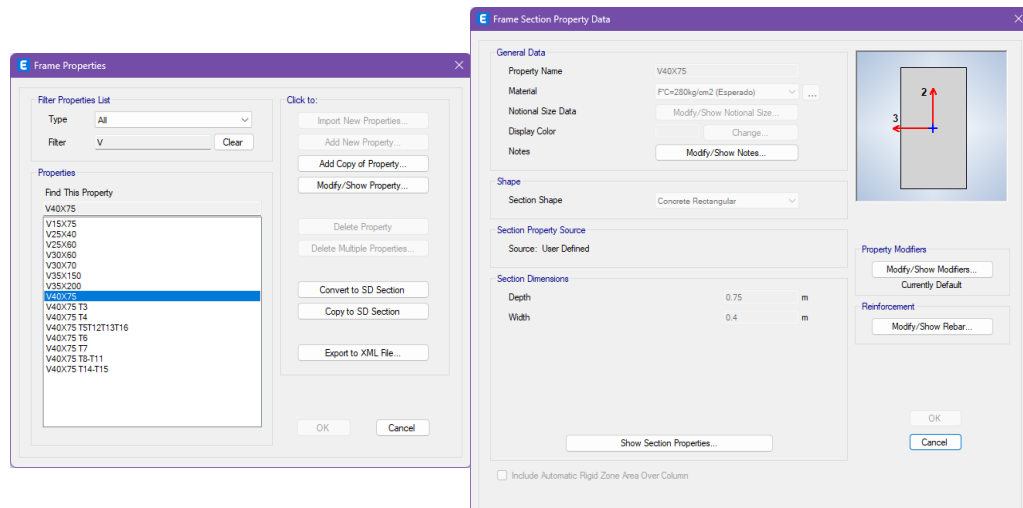 E Frame Properties
Filter Properties List
Type
All
Filter
V
Clear
Properties
Find This Property
V40X75
V15X75
V25X40
V25X60
V30X60
V30X70
V35X150
V35X200
V40X75
V40X75 T3
V40X75 T4
V40X75 T5T12T13T16
V40X75 T6
V40X75 T7
V40X75 T8-T11
V40X75 T14-T15
Click to:
Import New Properties...
Add New Property...
Add Copy of Property...
Modify/Show Property...
Delete Property
Delete Multiple Properties...
Convert to SD Section
Copy to SD Section
Export to XML File...
OK
Cancel
E Frame Section Property Data
General Data
Property Name
V40X75
Material
F'C=280kg/cm2 (Esperado)
...
Notional Size Data
Modify/Show Notional Size...
Display Color
Change...
Notes
Modify/Show Notes...
Shape
Section Shape
Concrete Rectangular
Section Property Source
Source: User Defined
Section Dimensions
Depth
0.75
m
Width
0.4
m
Show Section Properties...
Include Automatic Rigid Zone Area Over Column
2
3
Property Modifiers
Modify/Show Modifiers...
Currently Default
Reinforcement
Modify/Show Rebar...
OK
Cancel